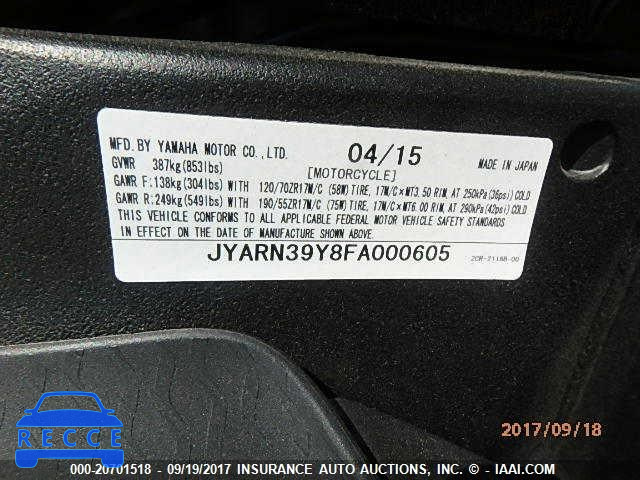 MFD.BY YAMAHA MOTOR CO.,LTD. 04/15 MADE IN JAPAN
GVWR 387kg(853lbs) [MOTORCYCLE]
GAWR F:138kg(304lbs) WITH 120/70ZR17M/C (58W) TIRE, 17M/C×MT3.50 RIM, AT 250kPa(36psi) COLD
GAWR R:249kg(549lbs) WITH 190/55ZR17M/C (75W) TIRE, 17M/C×MT6.00 RIM, AT 290kPa(42psi) COLD
THIS VEHICLE CONFORMS TO ALL APPLICABLE FEDERAL MOTOR VEHICLE SAFETY STANDARDS
IN EFFECT ON THE DATE OF MANUFACTURE SHOWN ABOVE.
JYARN39Y8FA000605 2CR-2118B-00
2017/09/18
RECCE
000-20701518 - 09/19/2017 INSURANCE AUTO AUCTIONS, INC. - © - IAAI.COM